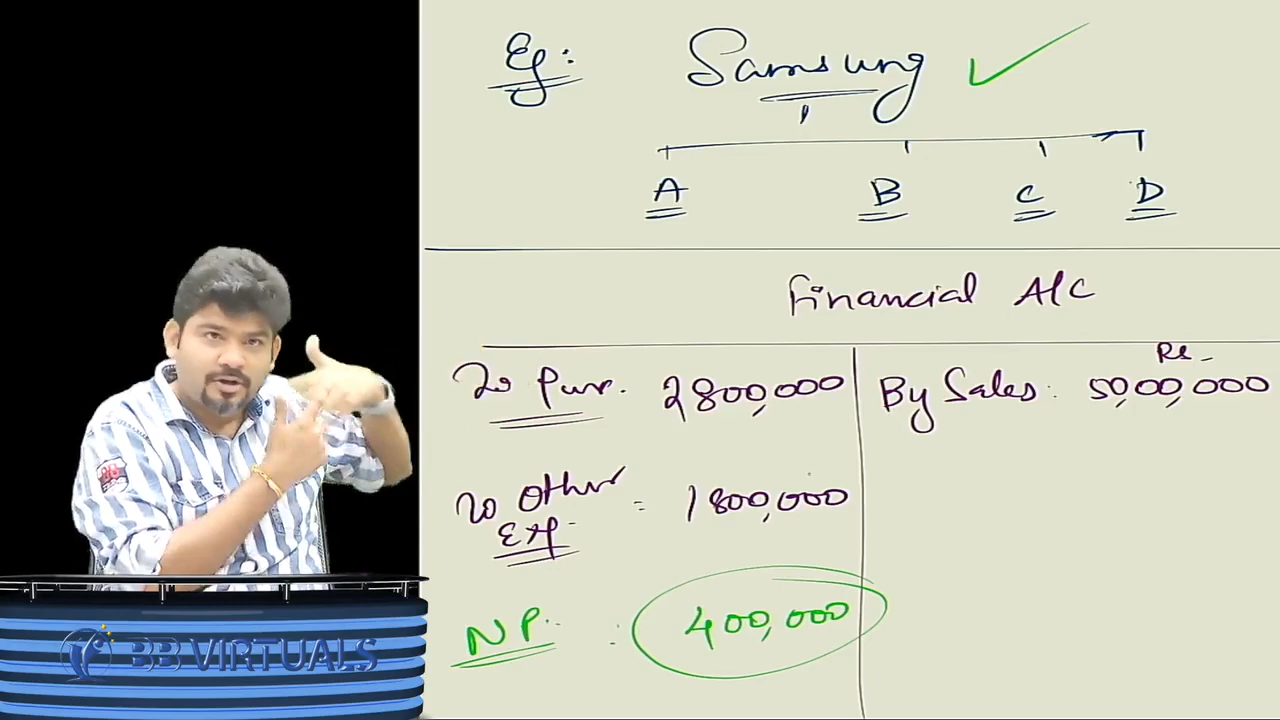 Eg: Samsung
A B C D
Financial A/c
Rs.
To Pur. 2800,000 By Sales: 50,00,000
To Other Exp. = 1800,000
NP. : 400,000
BB VIRTUALS